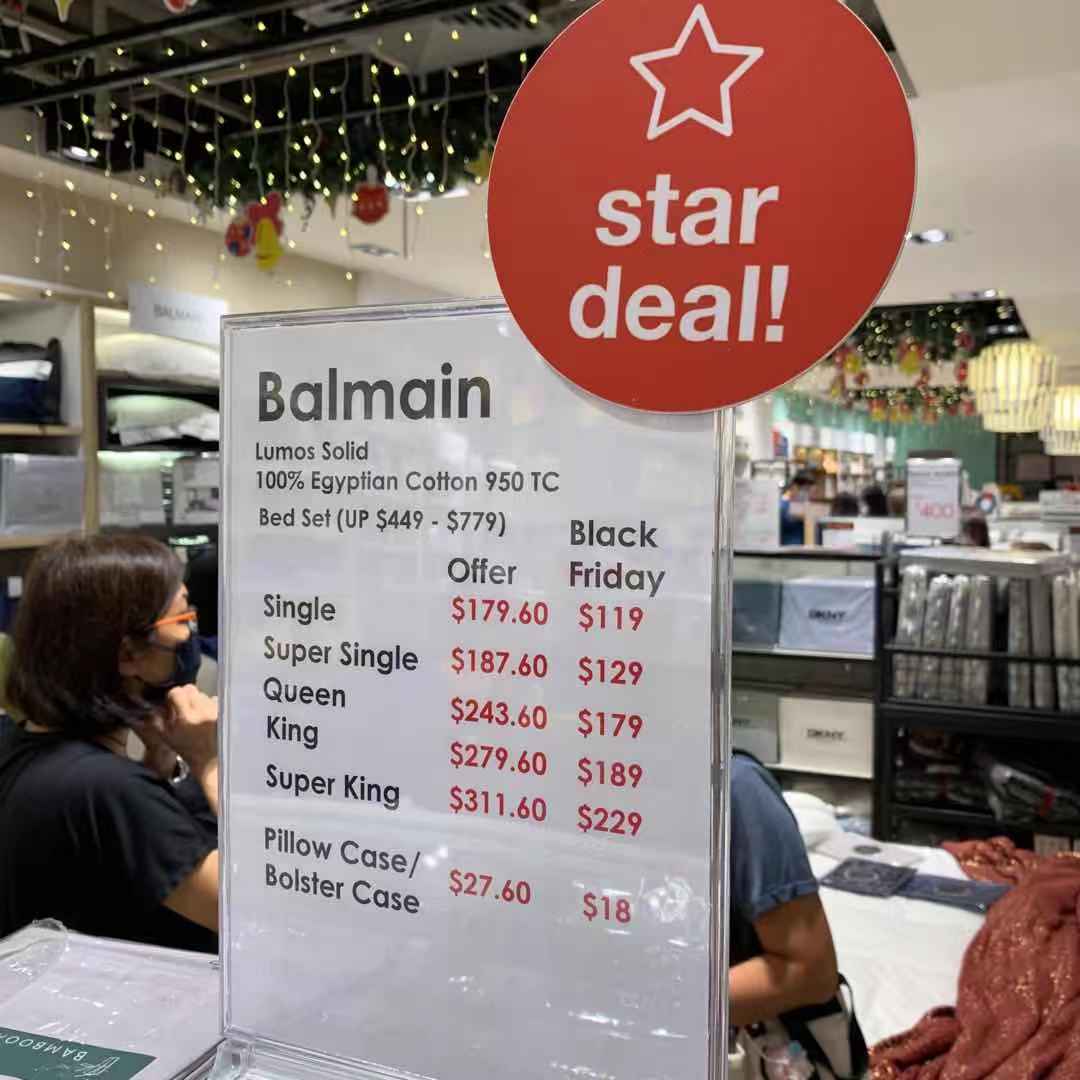 star
deal!
BALMAIN
Balmain
Lumos Solid
100% Egyptian Cotton 950 TC
Bed Set (UP $449 - $779)
Offer Black Friday
Single $179.60 $119
Super Single $187.60 $129
Queen $243.60 $179
King $279.60 $189
Super King $311.60 $229
Pillow Case/
Bolster Case $27.60 $18
$400
DKNY
DKNY
BAMBOO